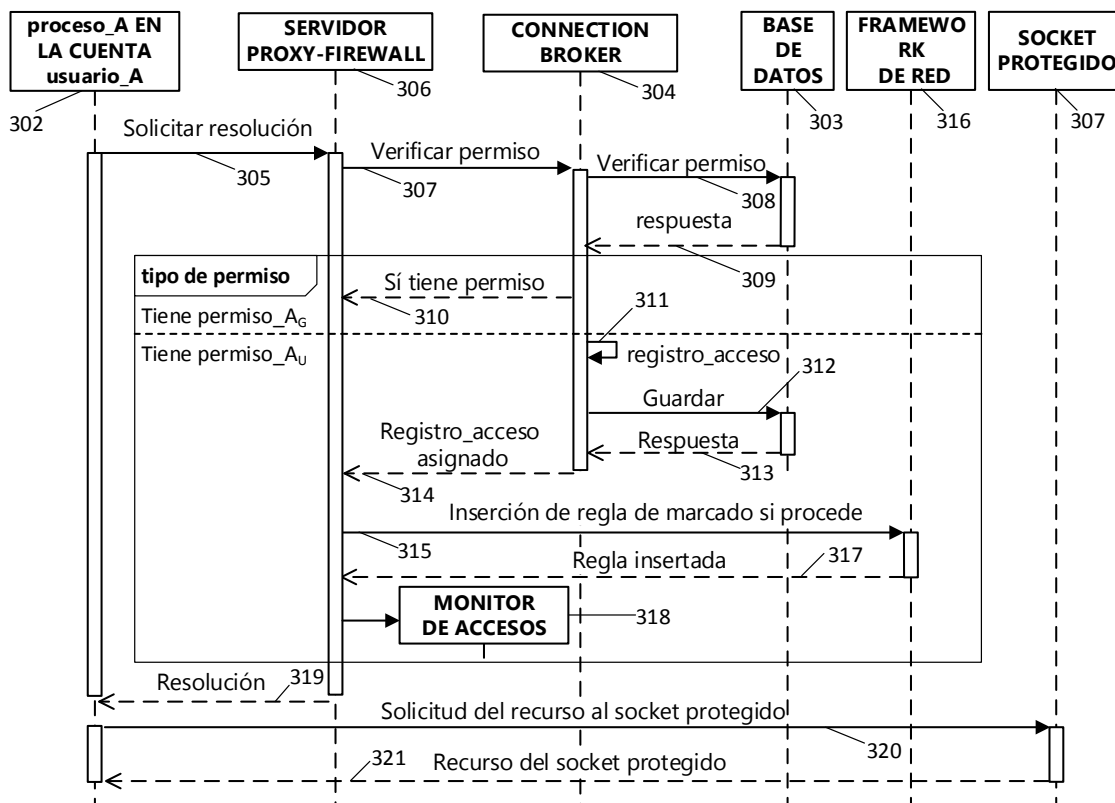 proceso_A EN
LA CUENTA
usuario_A
302
SERVIDOR
PROXY-FIREWALL
306
CONNECTION
BROKER
304
BASE
DE
DATOS
303
FRAMEWO
RK
DE RED
316
SOCKET
PROTEGIDO
307
Solicitar resolución
305
Verificar permiso
307
Verificar permiso
308
respuesta
309
tipo de permiso
Sí tiene permiso
310
Tiene permiso_A_G
311
Tiene permiso_A_U
registro_acceso
312
Guardar
Registro_acceso
asignado
Respuesta
313
314
Inserción de regla de marcado si procede
315
Regla insertada
317
MONITOR
DE ACCESOS
318
Resolución
319
Solicitud del recurso al socket protegido
320
321
Recurso del socket protegido